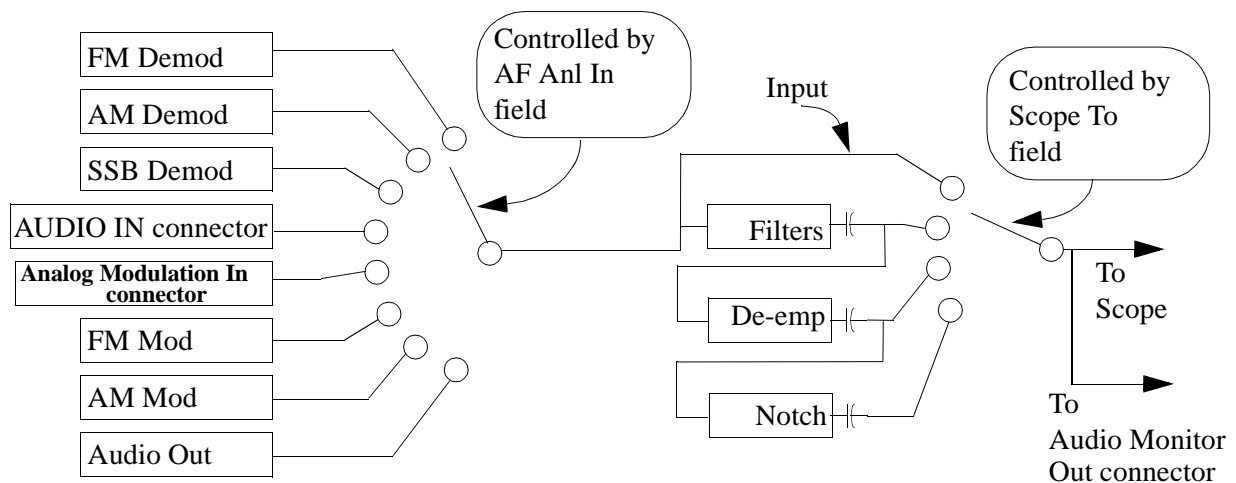 FM Demod
AM Demod
SSB Demod
AUDIO IN connector
Analog Modulation In
connector
FM Mod
AM Mod
Audio Out
Controlled by
AF Anl In
field
Input
Filters
De-emp
Notch
Controlled by
Scope To
field
To
Scope
To
Audio Monitor
Out connector